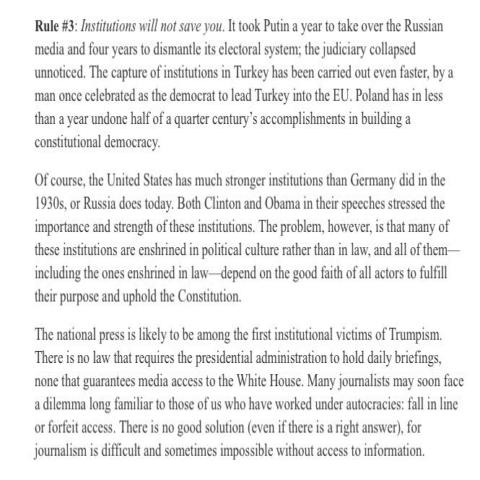 Rule #3: Institutions will not save you. It took Putin a year to take over the Russian
media and four years to dismantle its electoral system; the judiciary collapsed
unnoticed. The capture of institutions in Turkey has been carried out even faster, by a
man once celebrated as the democrat to lead Turkey into the EU. Poland has in less
than a year undone half of a quarter century's accomplishments in building a
constitutional democracy.
Of course, the United States has much stronger institutions than Germany did in the
1930s, or Russia does today. Both Clinton and Obama in their speeches stressed the
importance and strength of these institutions. The problem, however, is that many of
these institutions are enshrined in political culture rather than in law, and all of them—
including the ones enshrined in law—depend on the good faith of all actors to fulfill
their purpose and uphold the Constitution.
The national press is likely to be among the first institutional victims of Trumpism.
There is no law that requires the presidential administration to hold daily briefings,
none that guarantees media access to the White House. Many journalists may soon face
a dilemma long familiar to those of us who have worked under autocracies: fall in line
or forfeit access. There is no good solution (even if there is a right answer), for
journalism is difficult and sometimes impossible without access to information.